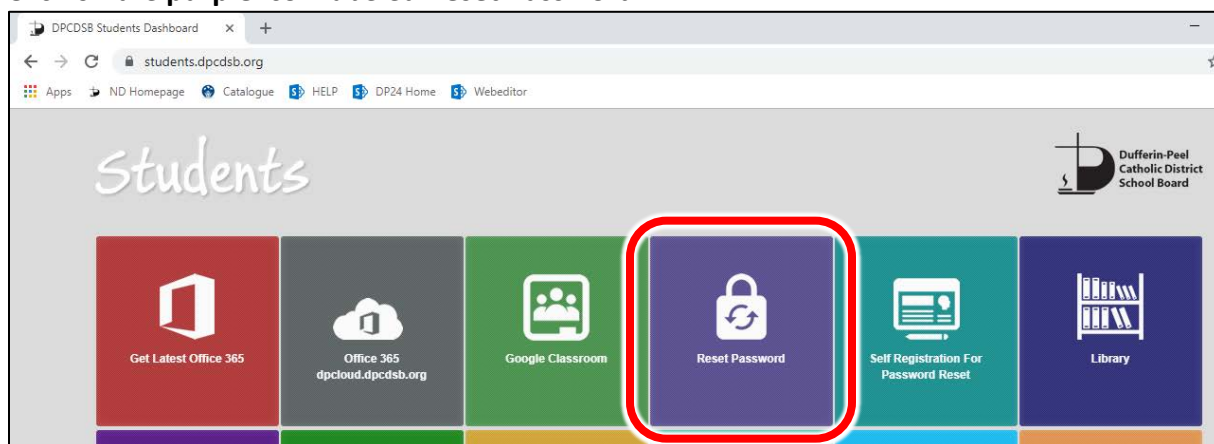 DPCDSB Students Dashboard
students.dpcdsb.org
Apps ND Homepage Catalogue HELP DP24 Home Webeditor
Students
Dufferin-Peel
Catholic District
School Board
Get Latest Office 365
Office 365
dpcloud.dpcdsb.org
Google Classroom
Reset Password
Self Registration For
Password Reset
Library